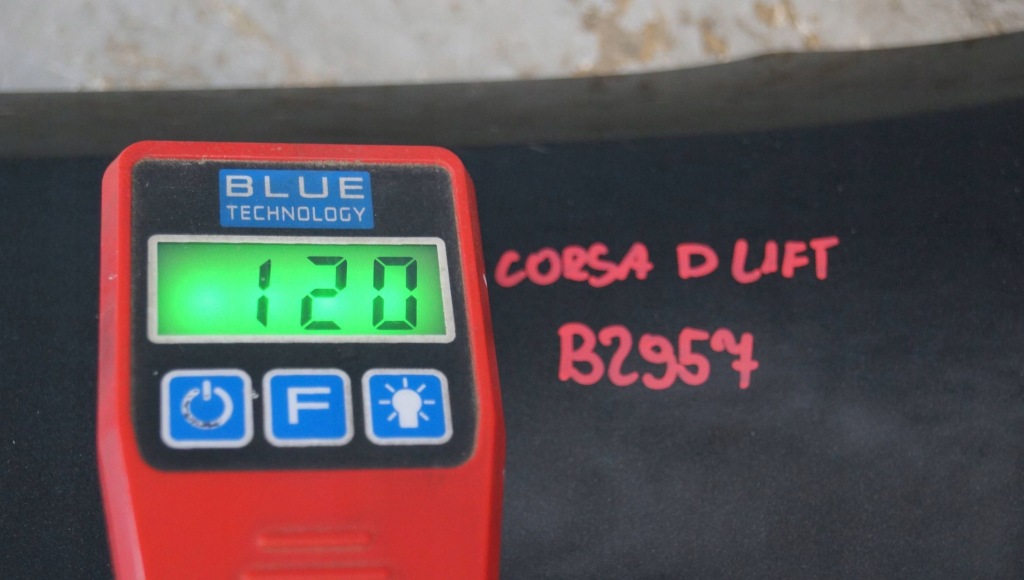 BLUE
TECHNOLOGY
120
F
CORSA D LIFT
B2957